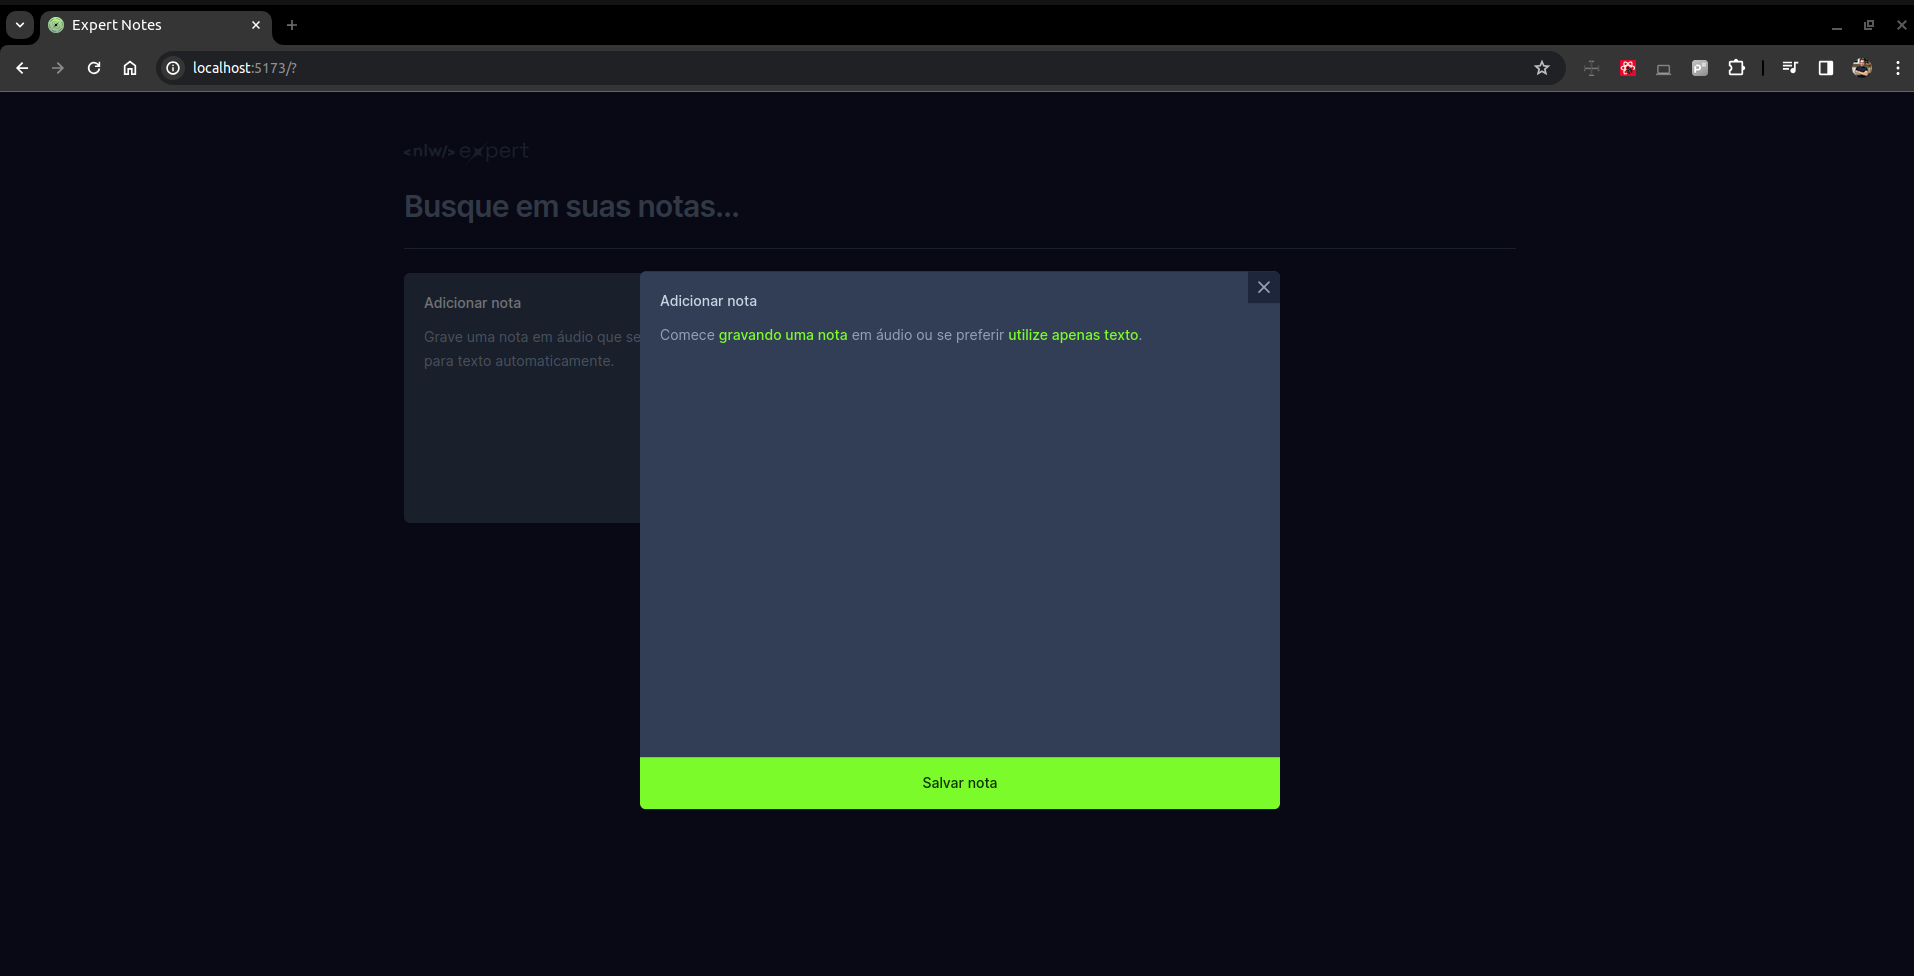 Expert Notes
localhost:5173/?
<nlw/> expert
Busque em suas notas...
Adicionar nota
Grave uma nota em áudio que se
para texto automaticamente.
Adicionar nota
Comece gravando uma nota em áudio ou se preferir utilize apenas texto.
Salvar nota